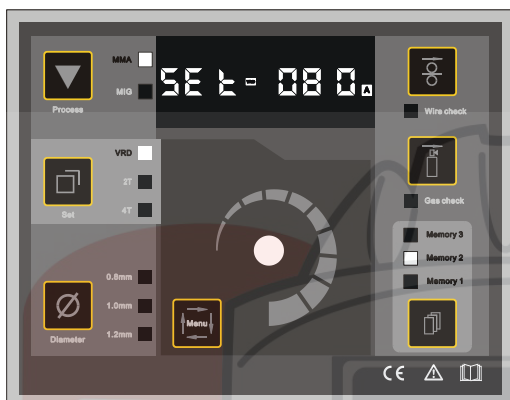 MMA
MIG
Process
SEt-080.
A
Wire check
VRD
2T
4T
Set
Gas check
Memory 3
Memory 2
Memory 1
0.8mm
1.0mm
1.2mm
Diameter
Menu
CE